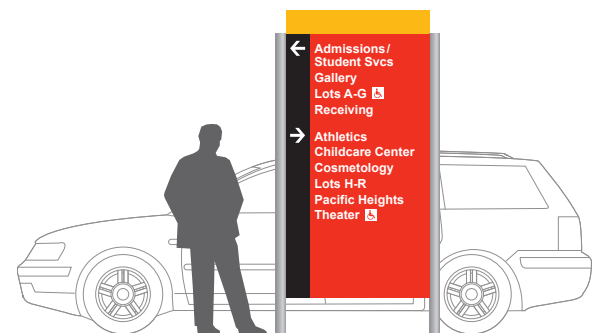 Admissions/
Student Svcs
Gallery
Lots A-G
Receiving
Athletics
Childcare Center
Cosmetology
Lots H-R
Pacific Heights
Theater